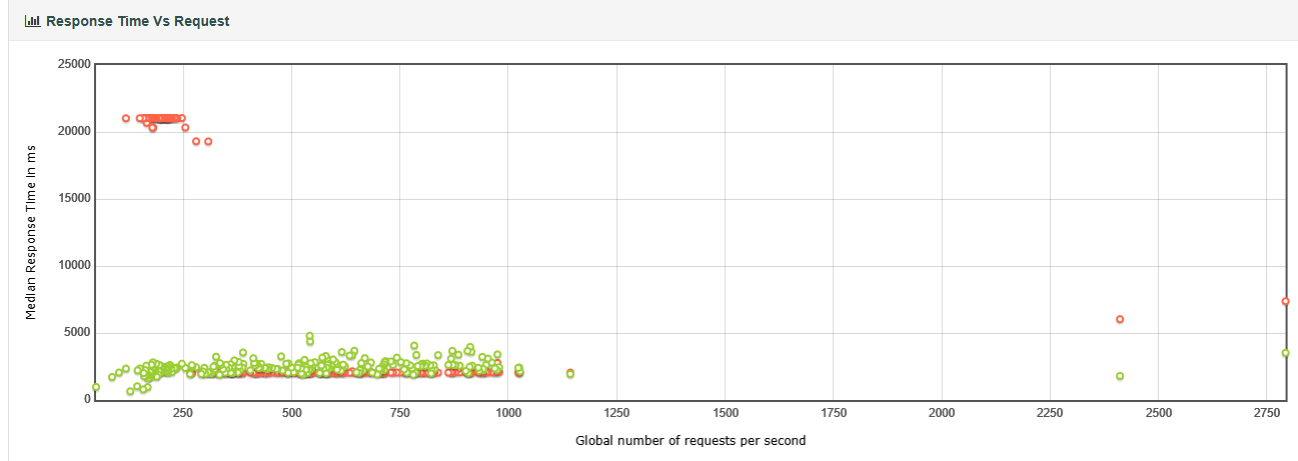 Response Time Vs Request
25000
20000
15000
10000
5000
0
Median Response Time in ms
250 500 750 1000 1250 1500 1750 2000 2250 2500 2750
Global number of requests per second